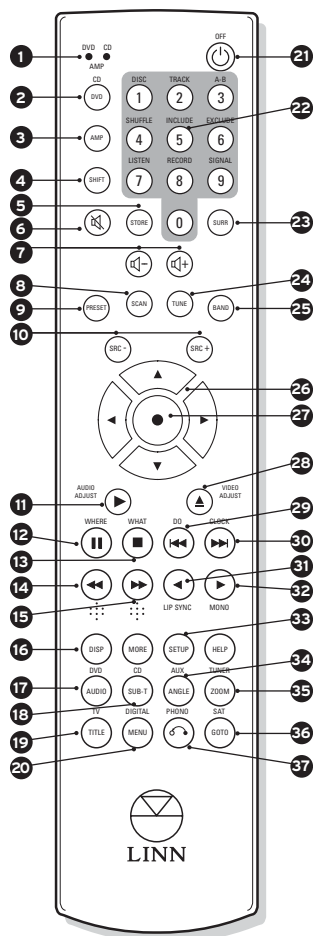 DVD CD OFF
1 AMP 21
CD DISC TRACK A-B
2 DVD 1 2 3
SHUFFLE INCLUDE EXCLUDE 22
3 AMP 4 5 6
LISTEN RECORD SIGNAL
4 SHIFT 7 8 9
5
6 STORE 0 SURR 23
7 - + 24
8
9 PRESET SCAN TUNE BAND 25
10
SRC - SRC +
26
27
28
AUDIO ADJUST VIDEO ADJUST
11 29
12 WHERE WHAT DO CLOCK
13 30
14 31
15 LIP SYNC MONO 32
33
16 DISP MORE SETUP HELP
34
DVD CD AUX TUNER
17 AUDIO SUB-T ANGLE ZOOM 35
18
TV DIGITAL PHONO SAT
19 TITLE MENU GOTO 36
20 37
LINN